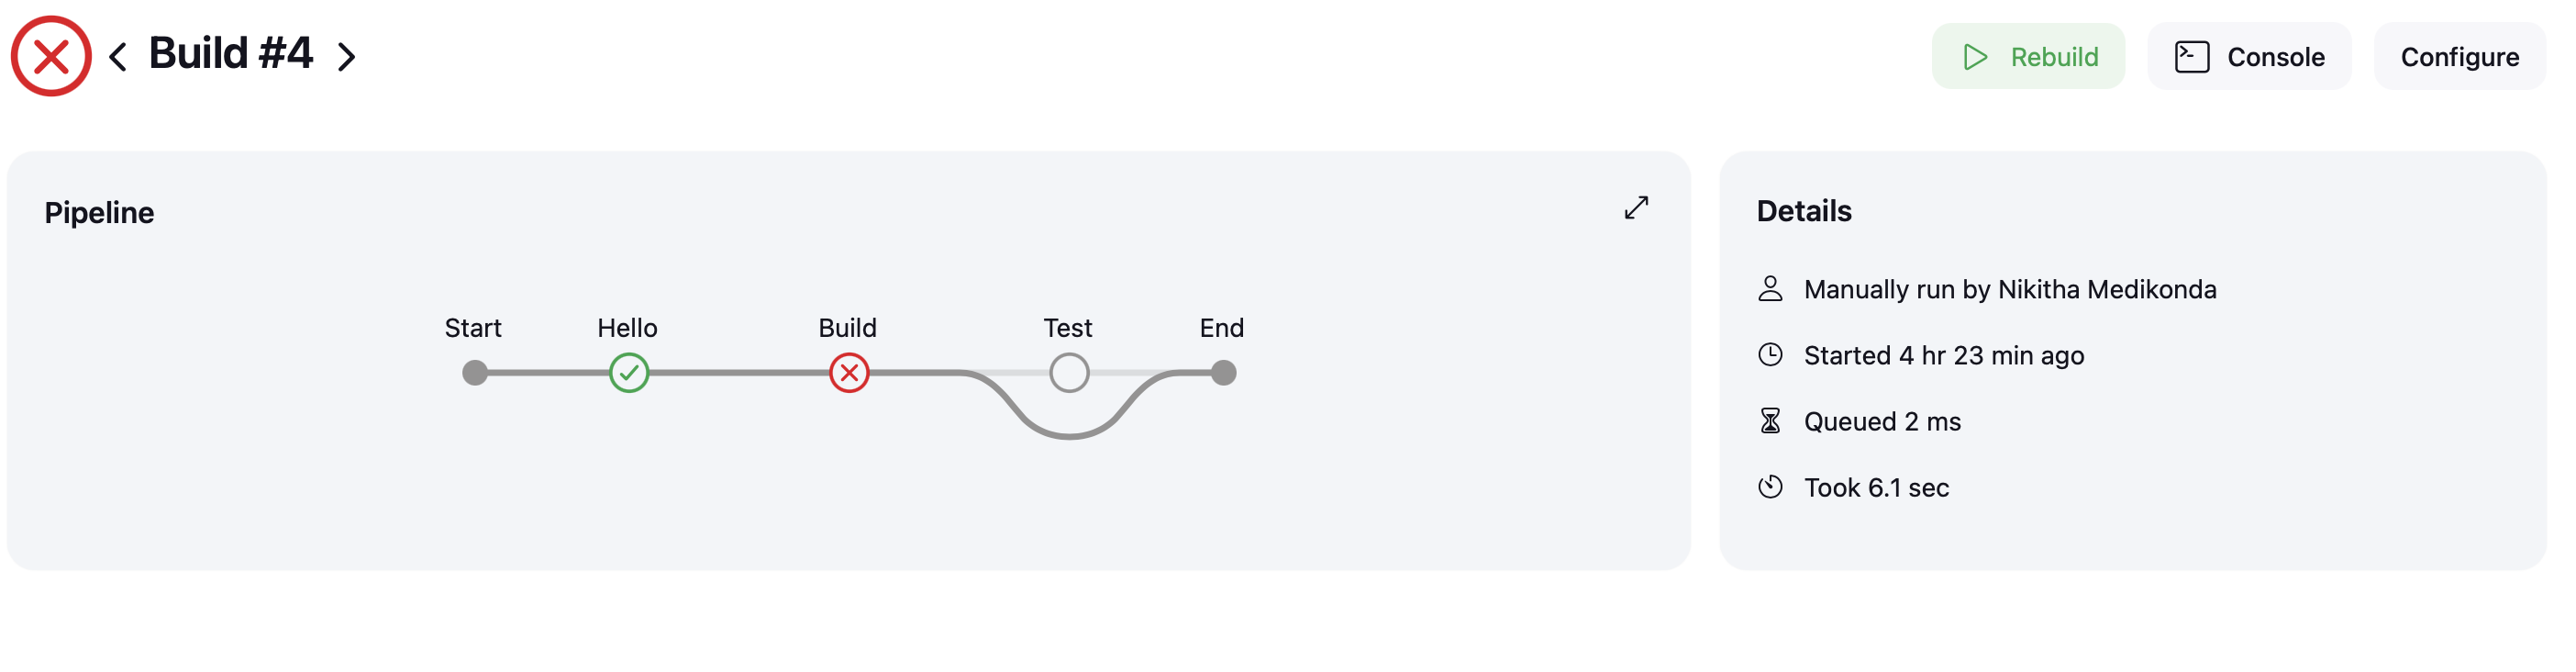 Build #4
Rebuild
Console
Configure
Pipeline
Start
Hello
Build
Test
End
Details
Manually run by Nikitha Medikonda
Started 4 hr 23 min ago
Queued 2 ms
Took 6.1 sec